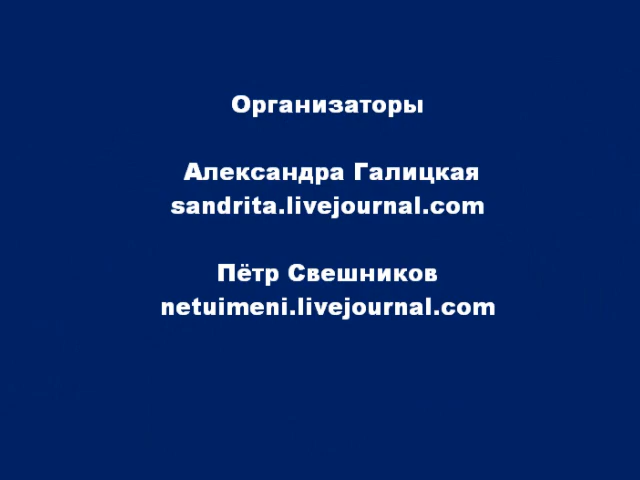 Организаторы
Александра Галицкая
sandrita.livejournal.com
Пётр Свешников
netuimeni.livejournal.com